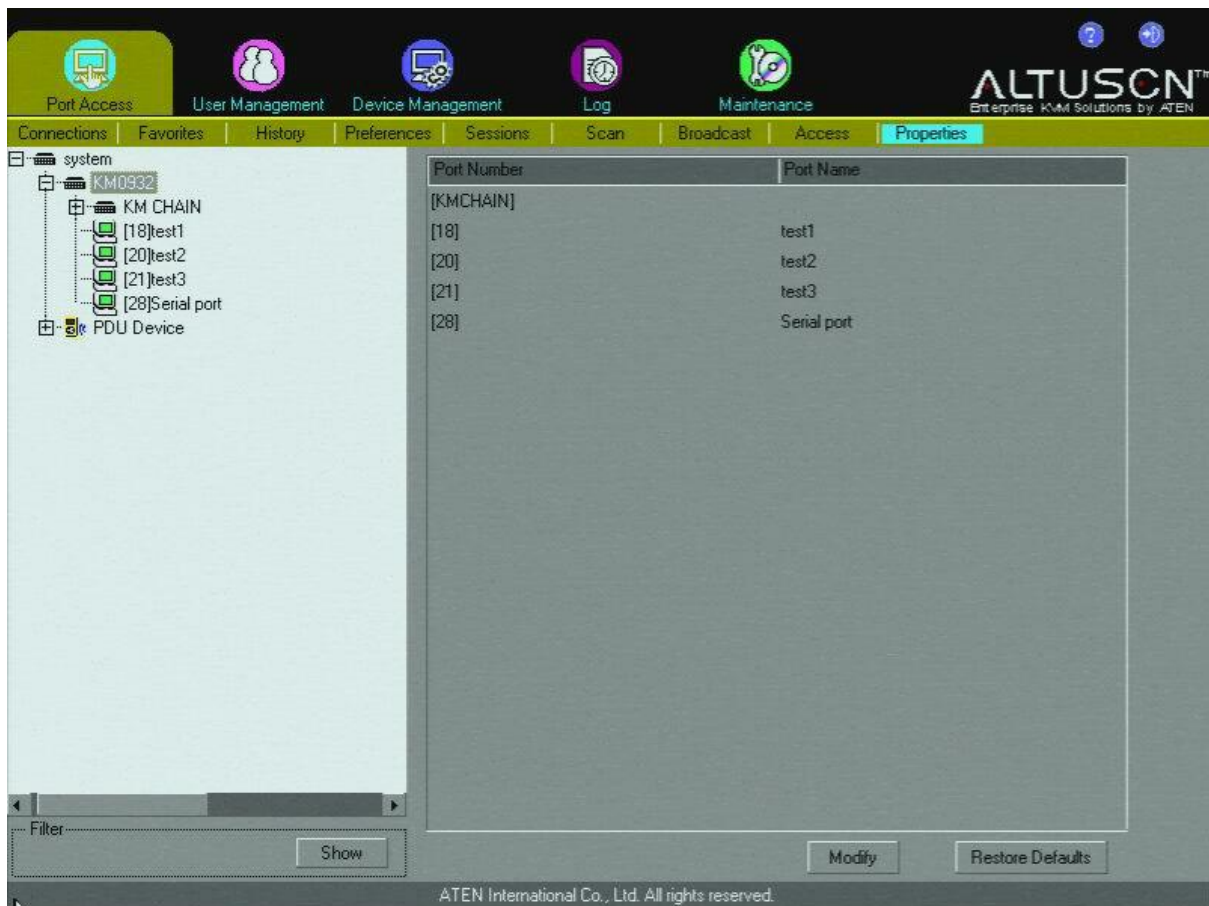 Port Access User Management Device Management Log Maintenance
ALTUSCN™
Enterprise KVM Solutions by ATEN
Connections Favorites History Preferences Sessions Scan Broadcast Access Properties
system
KM0932
KM CHAIN
[18]test1
[20]test2
[21]test3
[28]Serial port
PDU Device
Port Number Port Name
[KMCHAIN]
[18] test1
[20] test2
[21] test3
[28] Serial port
Filter
Show
Modify Restore Defaults
ATEN International Co., Ltd. All rights reserved.